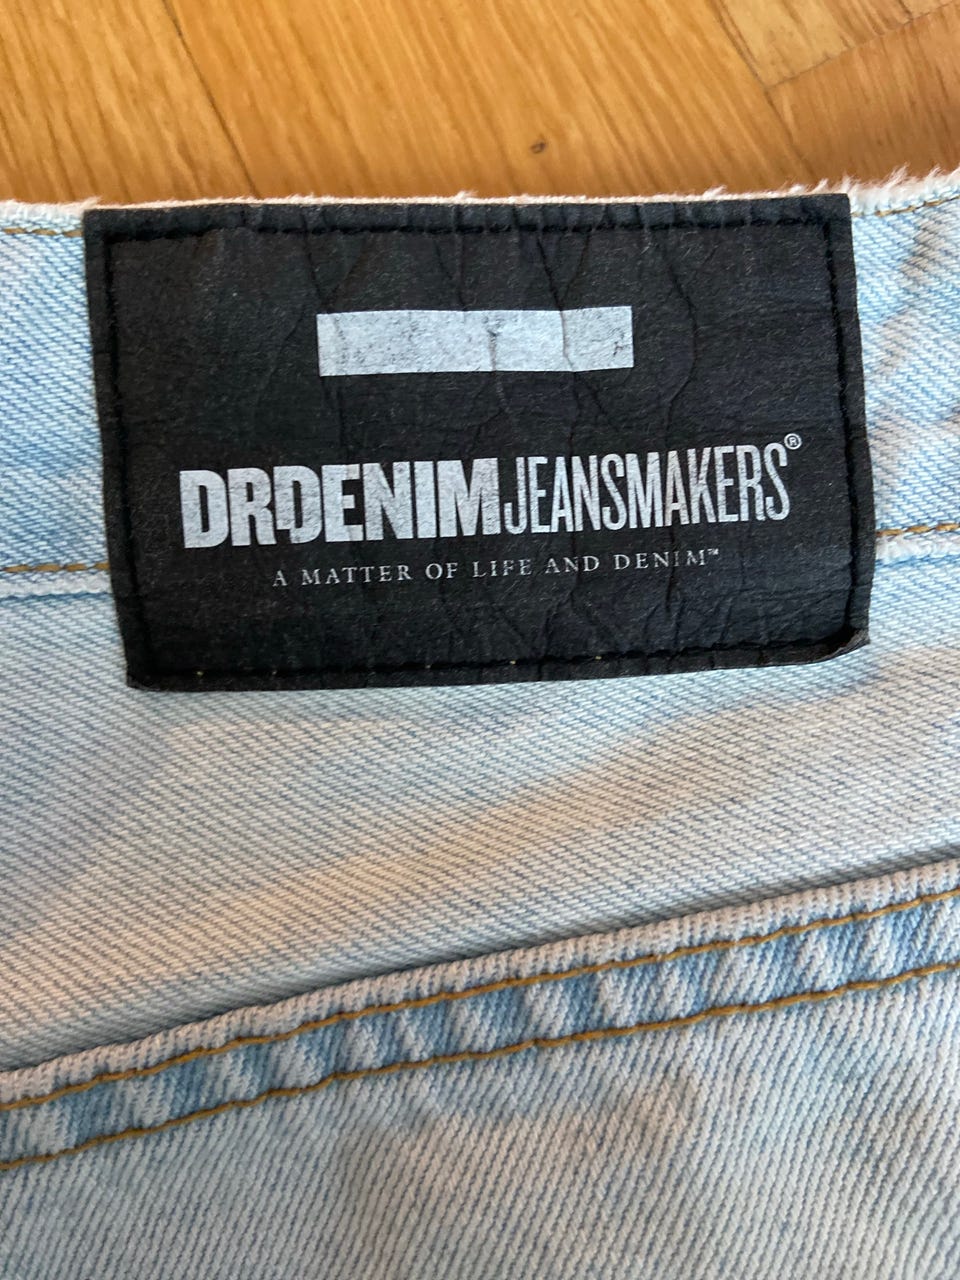 DRDENIMJEANSMAKERS®
A MATTER OF LIFE AND DENIM™